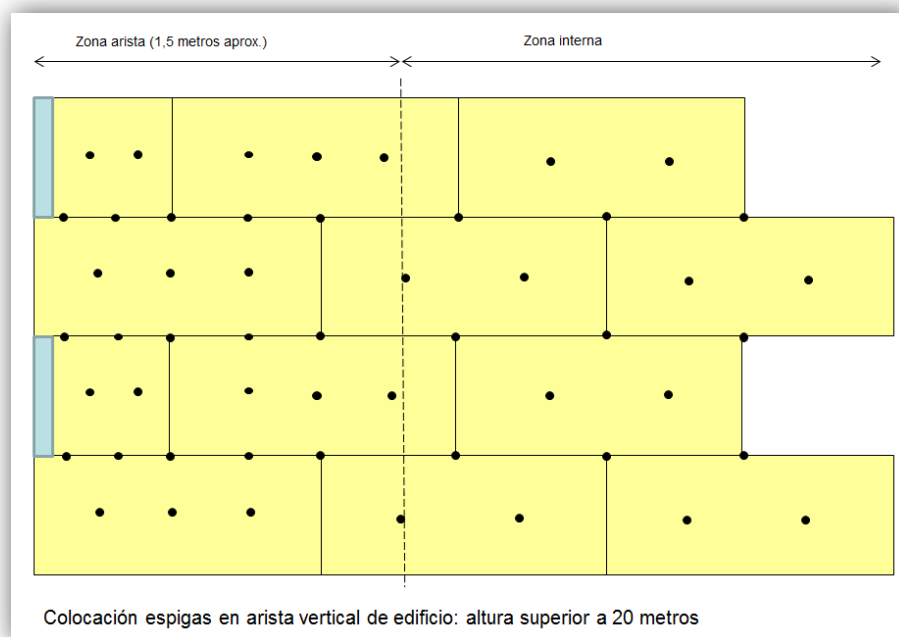 Zona arista (1,5 metros aprox.)
Zona interna
Colocación espigas en arista vertical de edificio: altura superior a 20 metros